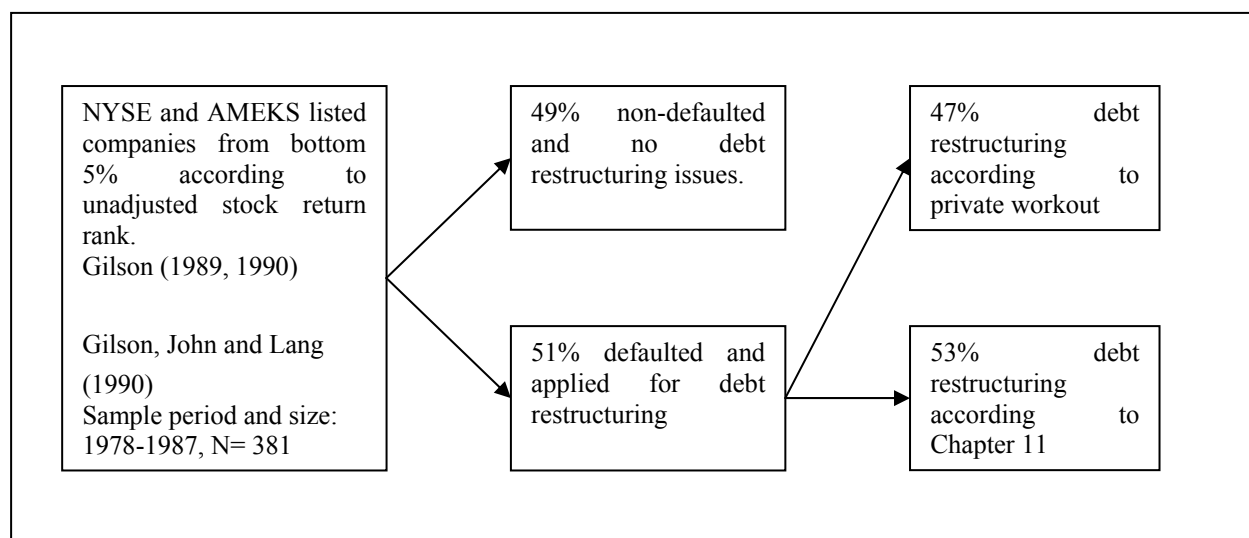 NYSE and AMEKS listed
companies from bottom
5% according to
unadjusted stock return
rank.
Gilson (1989, 1990)
Gilson, John and Lang
(1990)
Sample period and size:
1978-1987, N= 381
49% non-defaulted
and no debt
restructuring issues.
51% defaulted and
applied for debt
restructuring
47% debt
restructuring
according to
private workout
53% debt
restructuring
according to
Chapter 11